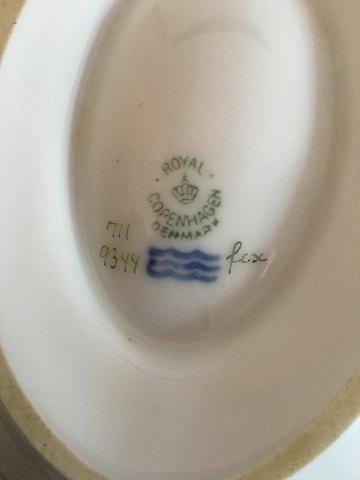 ROYAL
COPENHAGEN
DENMARK
711
9344
fcx